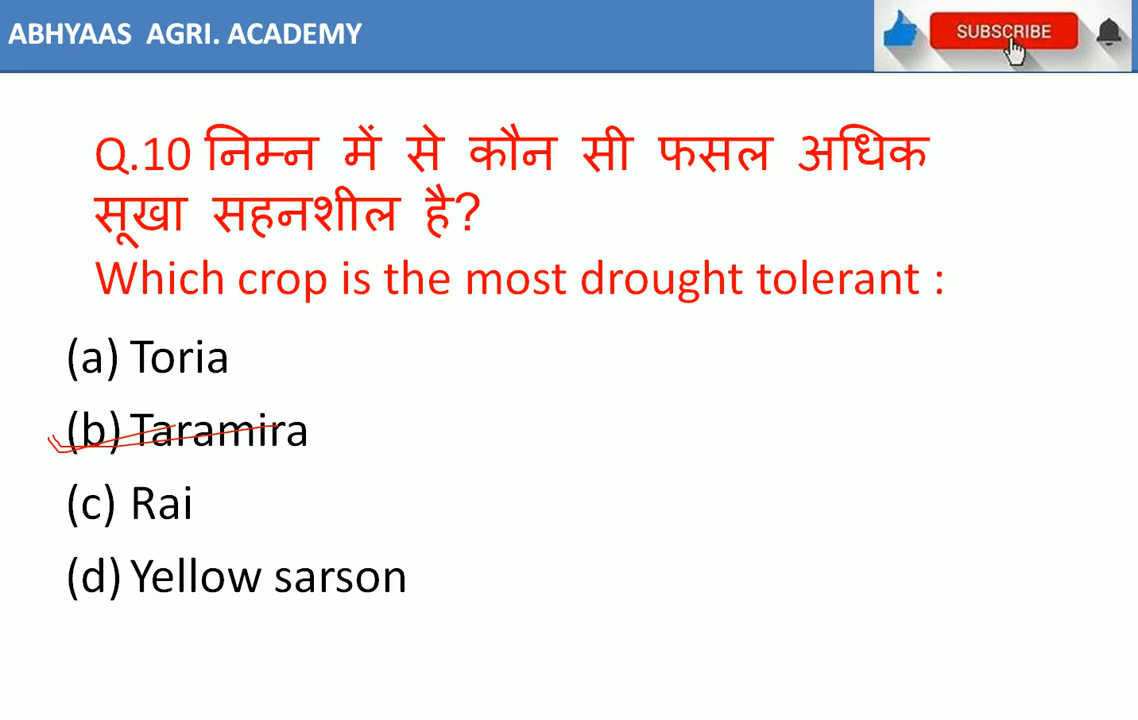 ABHYAAS AGRI. ACADEMY
SUBSCRIBE
Q.10 निम्न में से कौन सी फसल अधिक
सूखा सहनशील है?
Which crop is the most drought tolerant :
(a) Toria
(b) Taramira
(c) Rai
(d) Yellow sarson